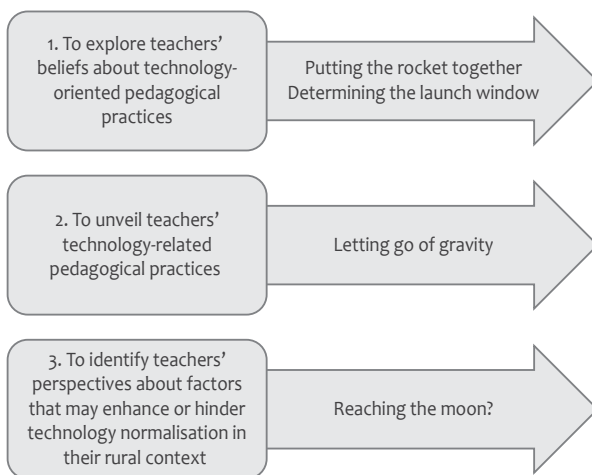 1. To explore teachers’
beliefs about technology-
oriented pedagogical
practices
Putting the rocket together
Determining the launch window
2. To unveil teachers’
technology-related
pedagogical practices
Letting go of gravity
3. To identify teachers’
perspectives about factors
that may enhance or hinder
technology normalisation in
their rural context
Reaching the moon?